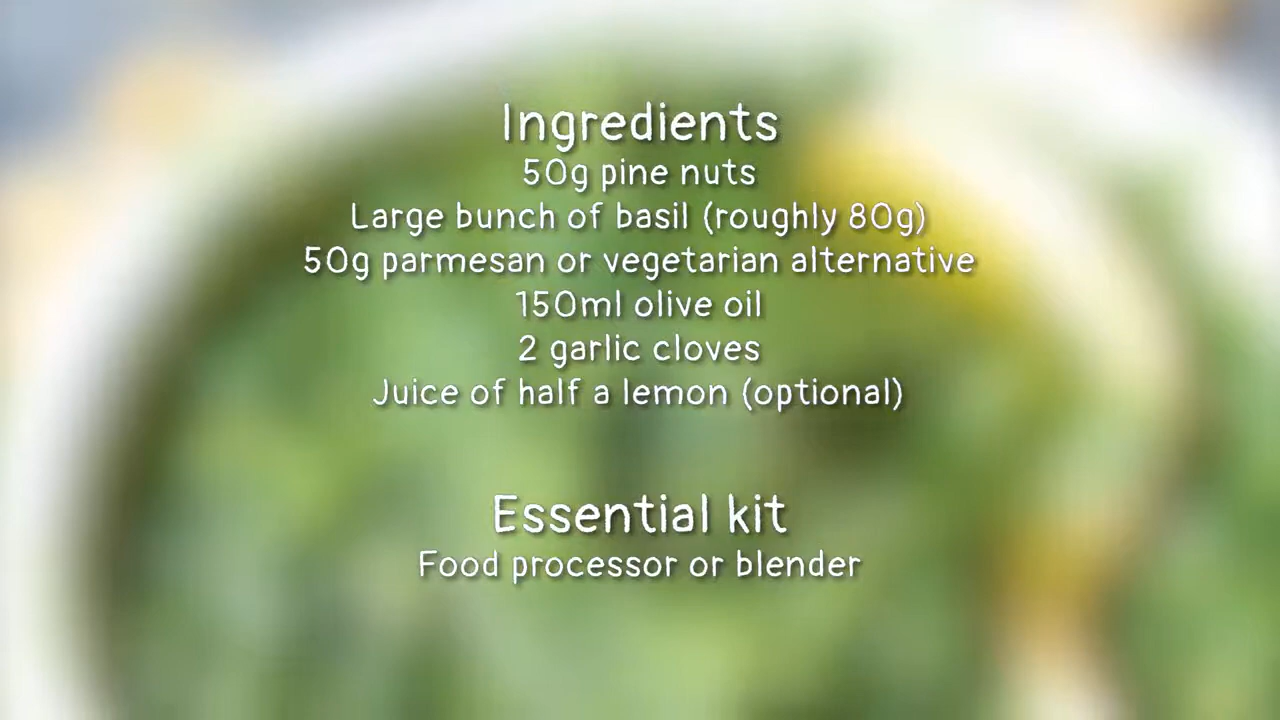 Ingredients
50g pine nuts
Large bunch of basil (roughly 80g)
50g parmesan or vegetarian alternative
150ml olive oil
2 garlic cloves
Juice of half a lemon (optional)
Essential kit
Food processor or blender